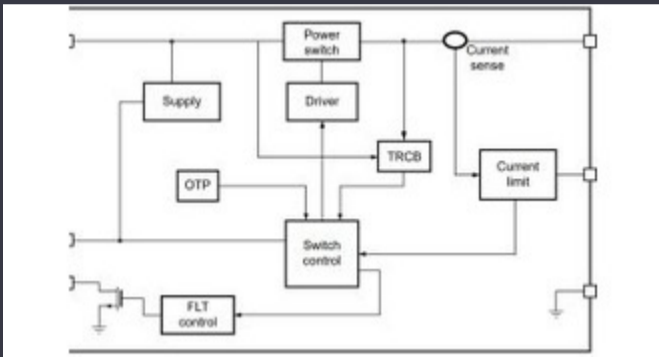 Power
switch
Current
sense
Supply
Driver
TRCB
Current
limit
OTP
Switch
control
FLT
control